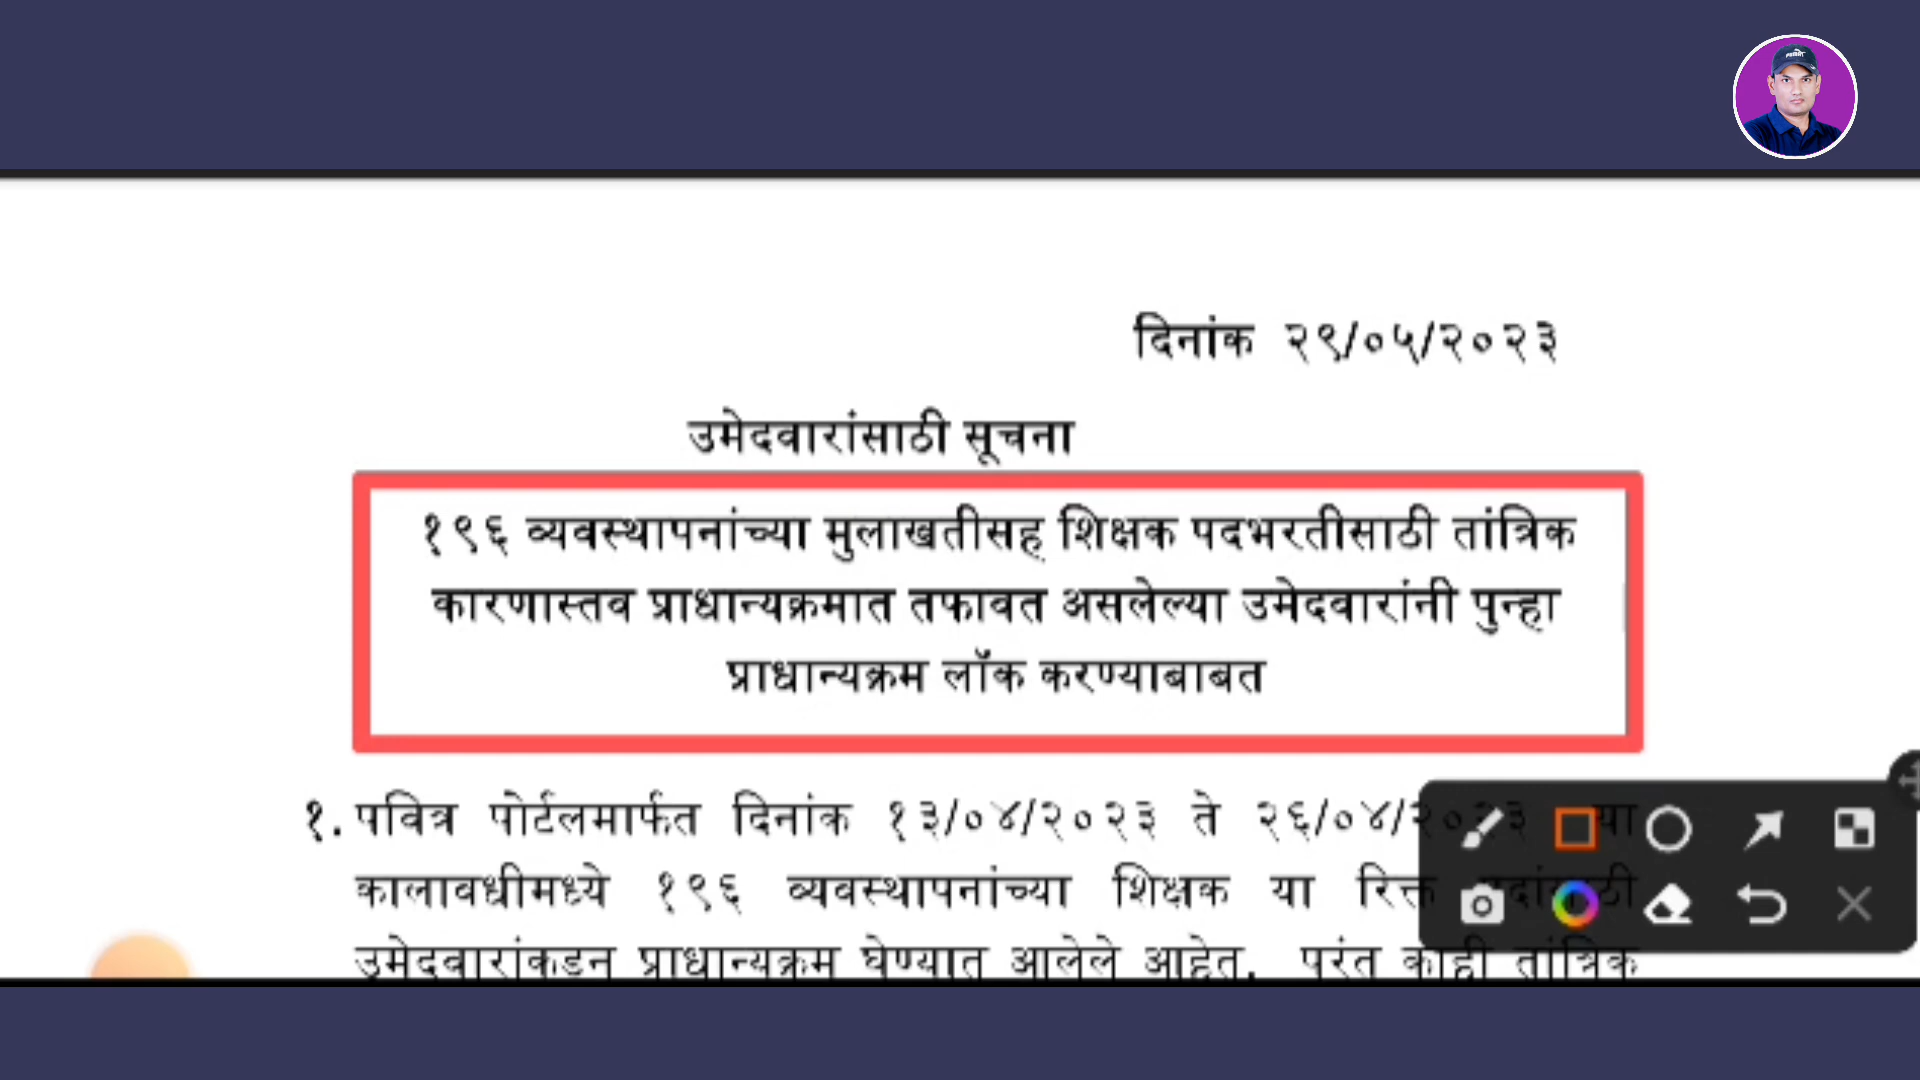 दिनांक २९/०५/२०२३
उमेदवारांसाठी सूचना
१९६ व्यवस्थापनांच्या मुलाखतीसह शिक्षक पदभरतीसाठी तांत्रिक
कारणास्तव प्राधान्यक्रमात तफावत असलेल्या उमेदवारांनी पुन्हा
प्राधान्यक्रम लॉक करण्याबाबत
१. पवित्र पोर्टलमार्फत दिनांक १३/०४/२०२३ ते २६/०४/२०२३ या
कालावधीमध्ये १९६ व्यवस्थापनांच्या शिक्षक या रिक्त पदांसाठी
उमेदवारांकडून प्राधान्यक्रम घेण्यात आलेले आहेत. परंतु काही तांत्रिक